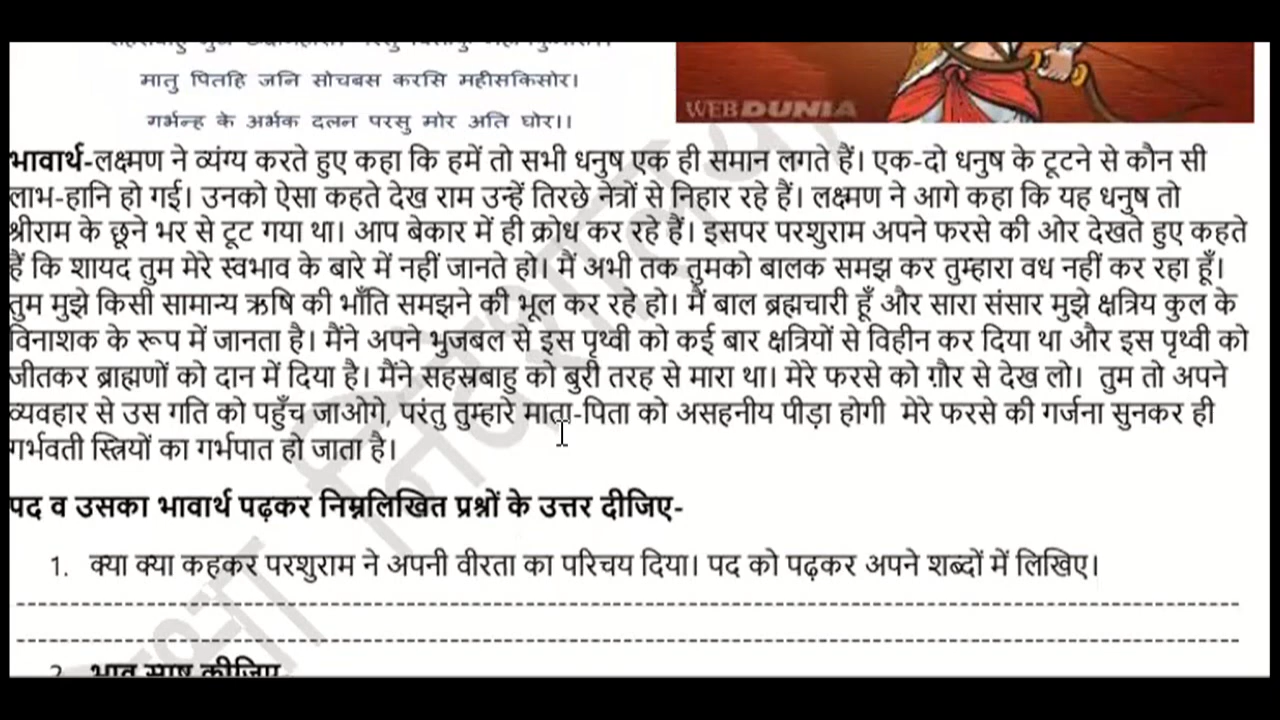 मातु पितहि जनि सोचबस करसि महीसकिसोर।
गर्भन्ह के अर्भक दलन परसु मोर अति घोर।।
WEBDUNIA
भावार्थ-लक्ष्मण ने व्यंग्य करते हुए कहा कि हमें तो सभी धनुष एक ही समान लगते हैं। एक-दो धनुष के टूटने से कौन सी
लाभ-हानि हो गई। उनको ऐसा कहते देख राम उन्हें तिरछे नेत्रों से निहार रहे हैं। लक्ष्मण ने आगे कहा कि यह धनुष तो
श्रीराम के छूने भर से टूट गया था। आप बेकार में ही क्रोध कर रहे हैं। इसपर परशुराम अपने फरसे की ओर देखते हुए कहते
हैं कि शायद तुम मेरे स्वभाव के बारे में नहीं जानते हो। मैं अभी तक तुमको बालक समझ कर तुम्हारा वध नहीं कर रहा हूँ।
तुम मुझे किसी सामान्य ऋषि की भाँति समझने की भूल कर रहे हो। मैं बाल ब्रह्मचारी हूँ और सारा संसार मुझे क्षत्रिय कुल के
विनाशक के रूप में जानता है। मैंने अपने भुजबल से इस पृथ्वी को कई बार क्षत्रियों से विहीन कर दिया था और इस पृथ्वी को
जीतकर ब्राह्मणों को दान में दिया है। मैंने सहस्रबाहु को बुरी तरह से मारा था। मेरे फरसे को ग़ौर से देख लो। तुम तो अपने
व्यवहार से उस गति को पहुँच जाओगे, परंतु तुम्हारे माता-पिता को असहनीय पीड़ा होगी मेरे फरसे की गर्जना सुनकर ही
गर्भवती स्त्रियों का गर्भपात हो जाता है।
पद व उसका भावार्थ पढ़कर निम्नलिखित प्रश्नों के उत्तर दीजिए-
1. क्या क्या कहकर परशुराम ने अपनी वीरता का परिचय दिया। पद को पढ़कर अपने शब्दों में लिखिए।
2. भाव स्पष्ट कीजिए